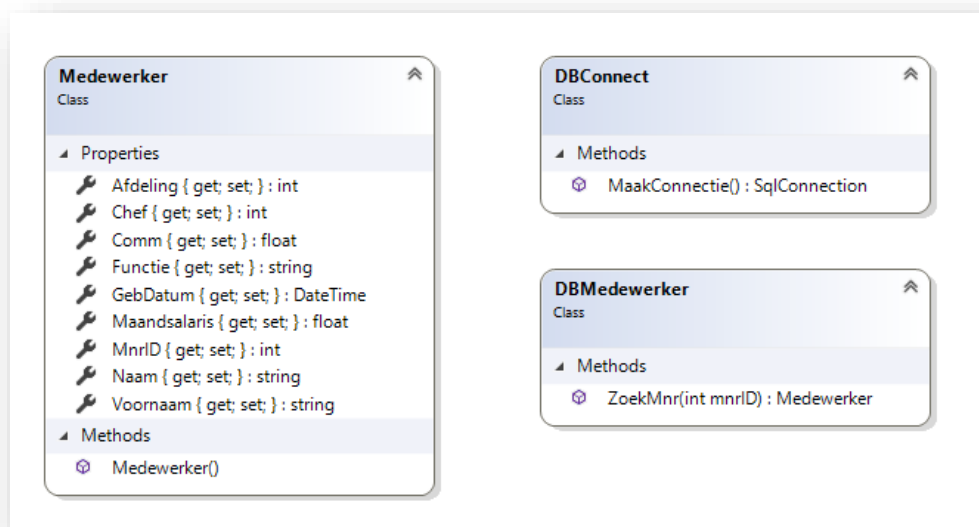 Medewerker
Class
Properties
Afdeling { get; set; } : int
Chef { get; set; } : int
Comm { get; set; } : float
Functie { get; set; } : string
GebDatum { get; set; } : DateTime
Maandsalaris { get; set; } : float
MnrID { get; set; } : int
Naam { get; set; } : string
Voornaam { get; set; } : string
Methods
Medewerker()
DBConnect
Class
Methods
MaakConnectie() : SqlConnection
DBMedewerker
Class
Methods
ZoekMnr(int mnrID) : Medewerker